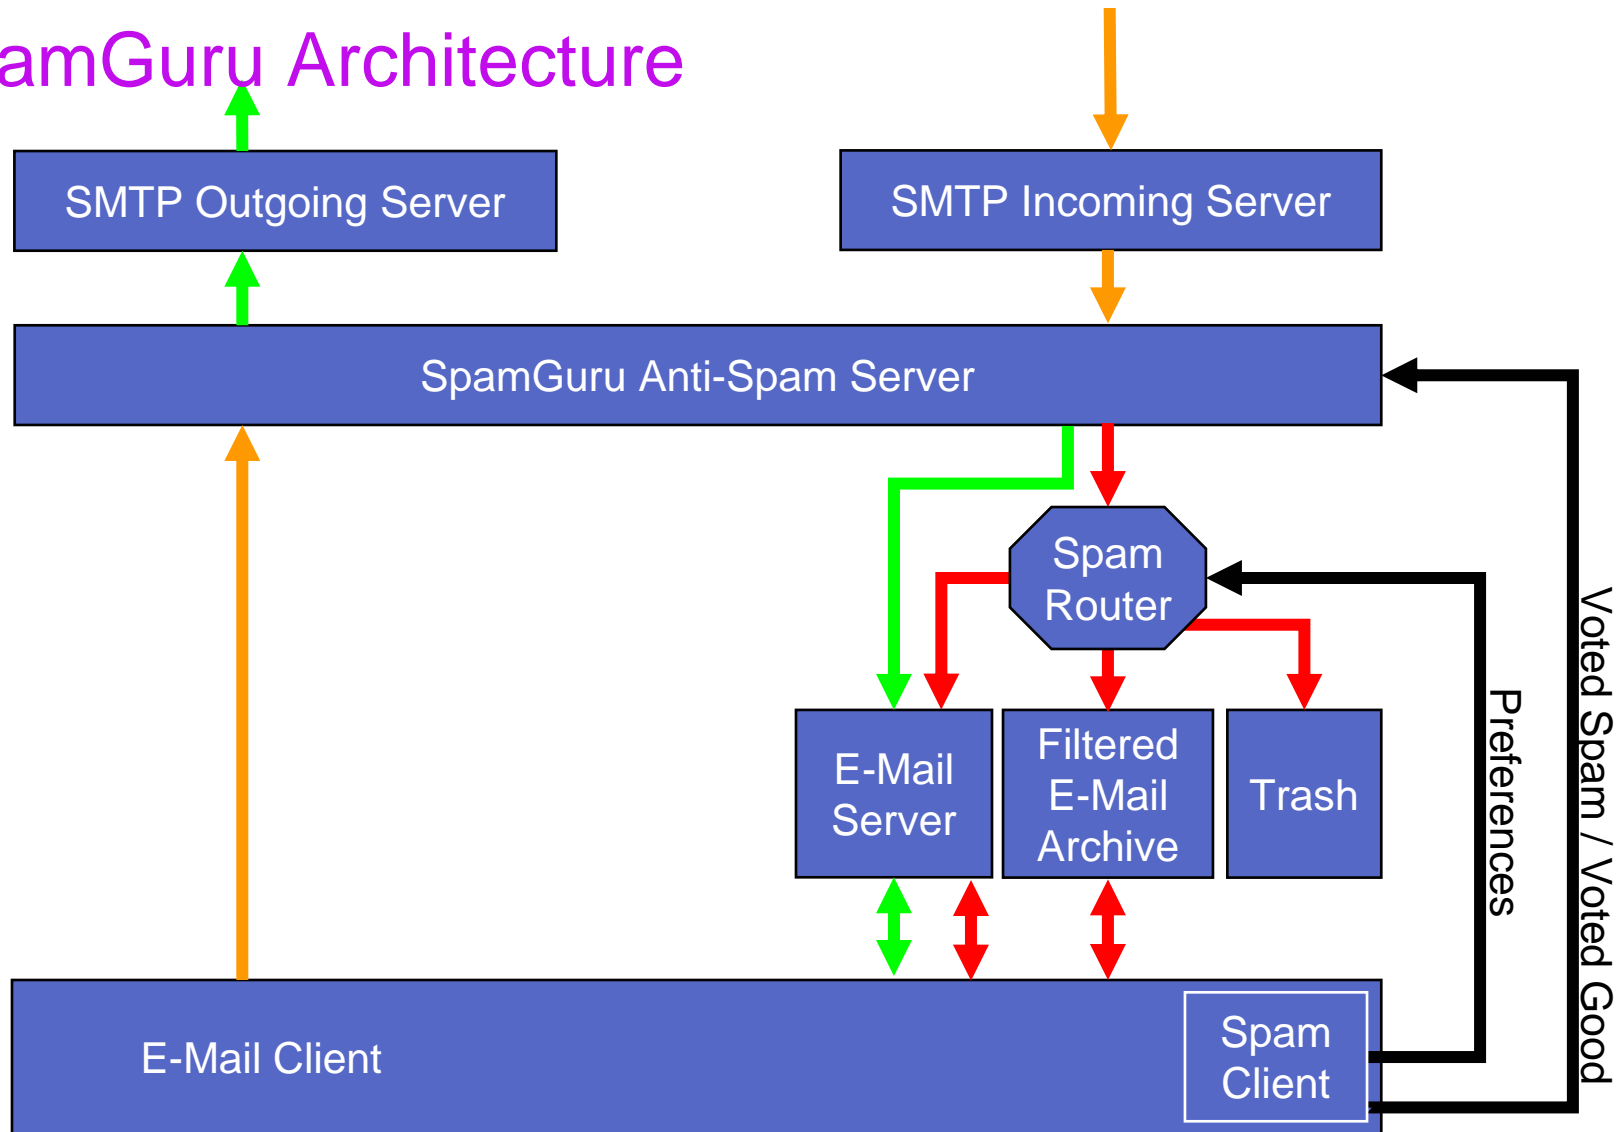 amGuru Architecture
SMTP Outgoing Server
SMTP Incoming Server
SpamGuru Anti-Spam Server
Spam
Router
E-Mail
Server
Filtered
E-Mail
Archive
Trash
Preferences
Voted Spam / Voted Good
E-Mail Client
Spam
Client